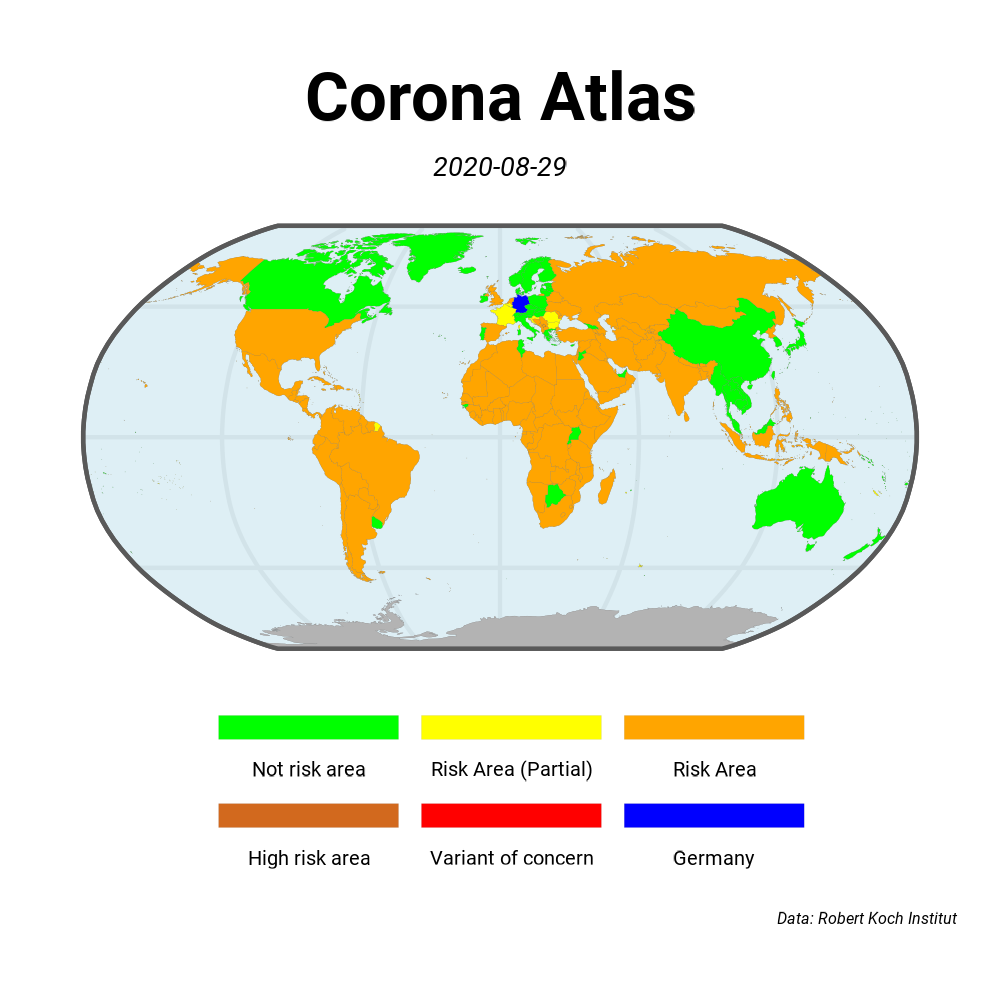 Corona Atlas
2020-08-29
Not risk area
Risk Area (Partial)
Risk Area
High risk area
Variant of concern
Germany
Data: Robert Koch Institut